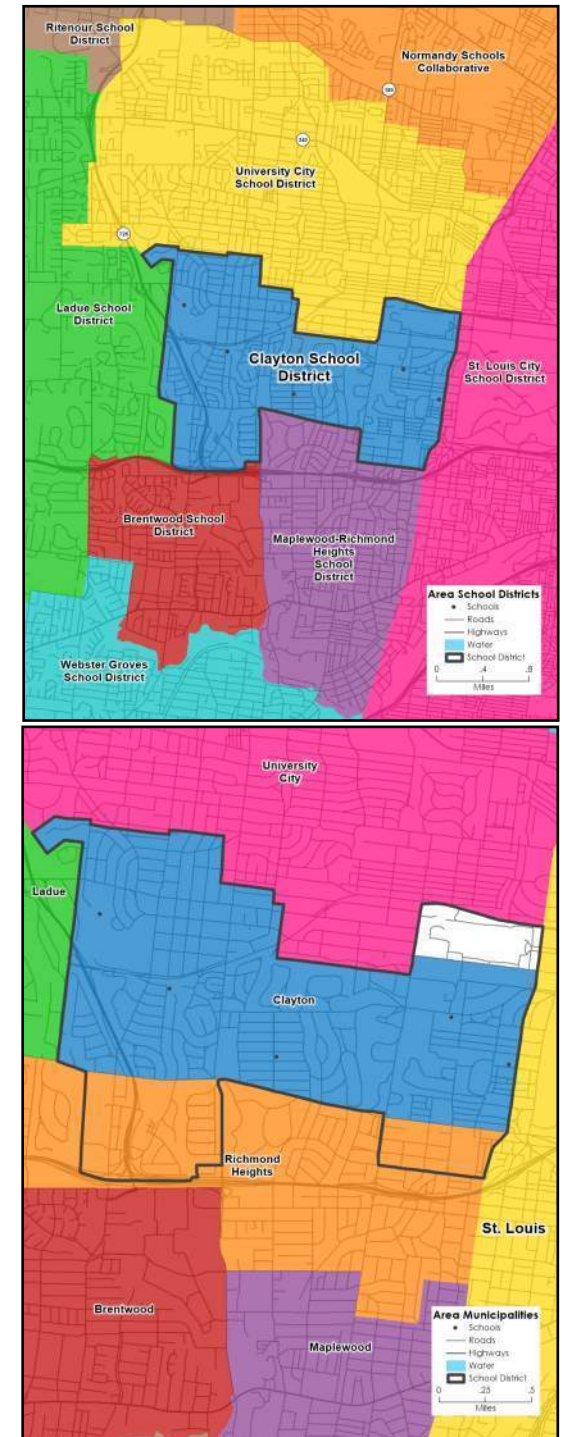 Ritenour School
District
Normandy Schools
Collaborative
University City
School District
Ladue School
District
Clayton School
District
St. Louis City
School District
Brentwood School
District
Maplewood-Richmond
Heights
School
District
Webster Groves
School District
Area School Districts
Schools
Roads
Highways
Water
School District
0 .4 .8
Miles
University
City
Ladue
Clayton
Richmond
Heights
St. Louis
Brentwood
Maplewood
Area Municipalities
Schools
Roads
Highways
Water
School District
0 .25 .5
Miles